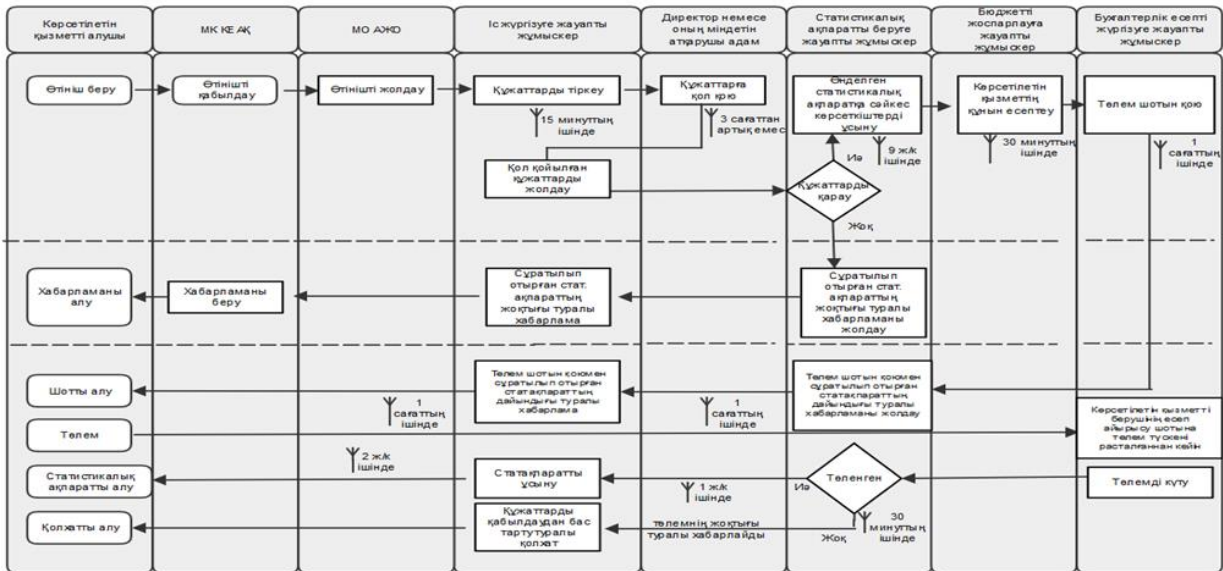 Көрсетілетін
қызметті алушы
МК КЕАҚ
МО АЖО
Іс жүргізуге жауапты
жұмыскер
Директор немесе
оның міндетін
атқарушы адам
Статистикалық
ақпаратты беруге
жауапты жұмыскер
Бюджетті
жоспарлауға
жауапты
жұмыскер
Бухгалтерлік есепті
жүргізуге жауапты
жұмыскер
Өтініш беру
Өтінішті
қабылдау
Өтінішті жолдау
Құжаттарды тіркеу
Құжаттарға
қол қою
Өңделген
статистикалық
ақпаратқа сәйкес
көрсеткіштерді
ұсыну
Көрсетілетін
қызметтің
құнын есептеу
Төлем шотын қою
15 минуттың
ішінде
3 сағаттан
артық емес
9 ж/к
ішінде
30 минуттың
ішінде
1
сағаттың
ішінде
Қол қойылған
құжаттарды
жолдау
Иә
Құжаттарды
қарау
Жоқ
Хабарламаны
алу
Хабарламаны
беру
Сұратылып
отырған стат.
ақпараттың
жоқтығы туралы
хабарлама
Сұратылып
отырған стат.
ақпараттың
жоқтығы туралы
хабарламаны
жолдау
Шотты алу
1
сағаттың
ішінде
Төлем шотын қоюмен
сұратылып отырған
статақпараттың
дайындығы туралы
хабарлама
1
сағаттың
ішінде
Төлем шотын қоюмен
сұратылып отырған
статақпараттың
дайындығы туралы
хабарламаны жолдау
Төлем
Көрсетілетін қызметті
берушінің есеп
айырысу шотына
төлем түскені
расталғаннан кейін
Статистикалық
ақпаратты алу
2 ж/к
ішінде
Статақпаратты
ұсыну
1 ж/к
ішінде
Иә
Төленген
Төлемді күту
Қолхатты алу
Құжаттарды
қабылдаудан бас
тарту туралы
қолхат
төлемнің жоқтығы
туралы хабарлайды
Жоқ
30
минуттың
ішінде